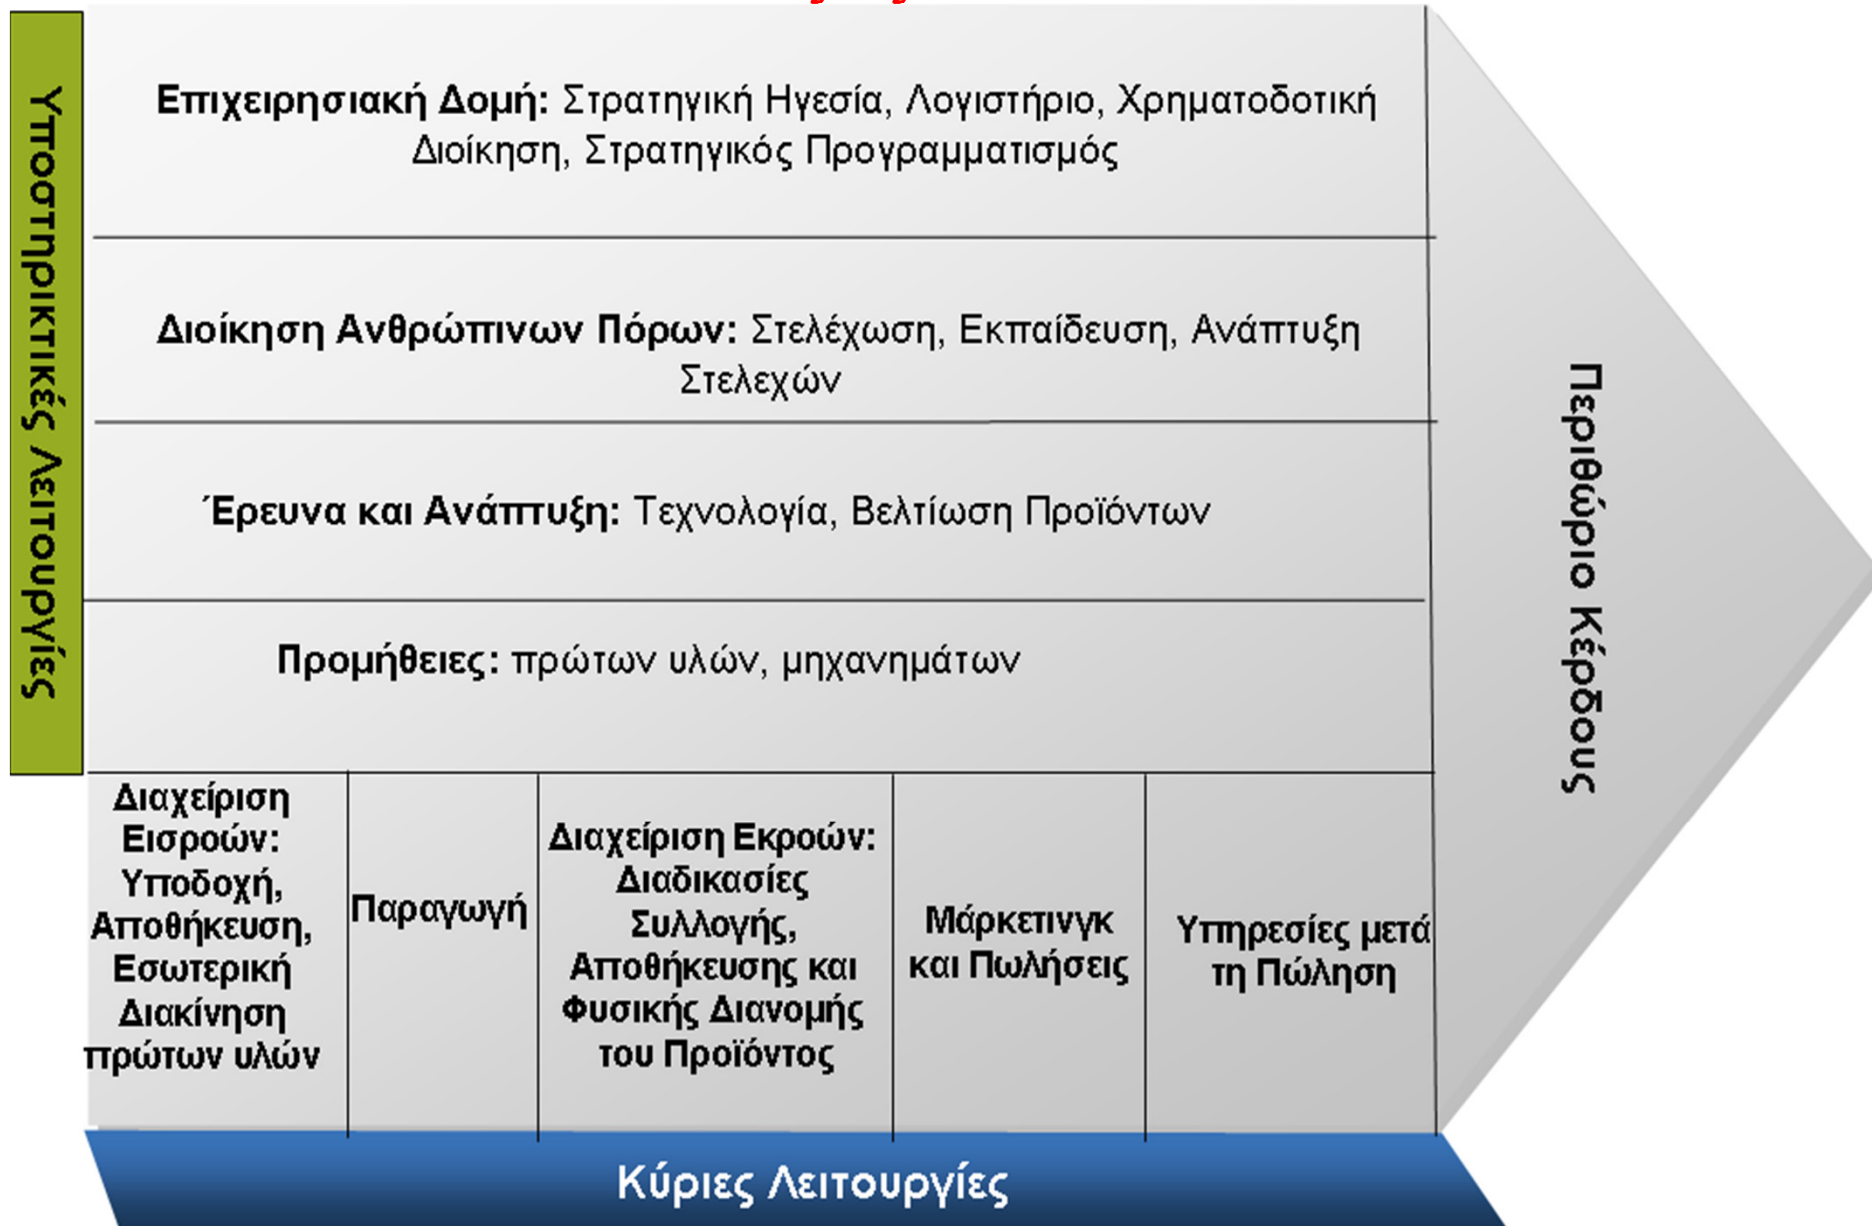 Υποστηρικτικές Λειτουργίες
Επιχειρησιακή Δομή: Στρατηγική Ηγεσία, Λογιστήριο, Χρηματοδοτική
Διοίκηση, Στρατηγικός Προγραμματισμός
Διοίκηση Ανθρώπινων Πόρων: Στελέχωση, Εκπαίδευση, Ανάπτυξη
Στελεχών
Έρευνα και Ανάπτυξη: Τεχνολογία, Βελτίωση Προϊόντων
Προμήθειες: πρώτων υλών, μηχανημάτων
Διαχείριση
Εισροών:
Υποδοχή,
Αποθήκευση,
Εσωτερική
Διακίνηση
πρώτων υλών
Παραγωγή
Διαχείριση Εκροών:
Διαδικασίες
Συλλογής,
Αποθήκευσης και
Φυσικής Διανομής
του Προϊόντος
Μάρκετινγκ
και Πωλήσεις
Υπηρεσίες μετά
τη Πώληση
Περιθώριο Κέρδους
Κύριες Λειτουργίες